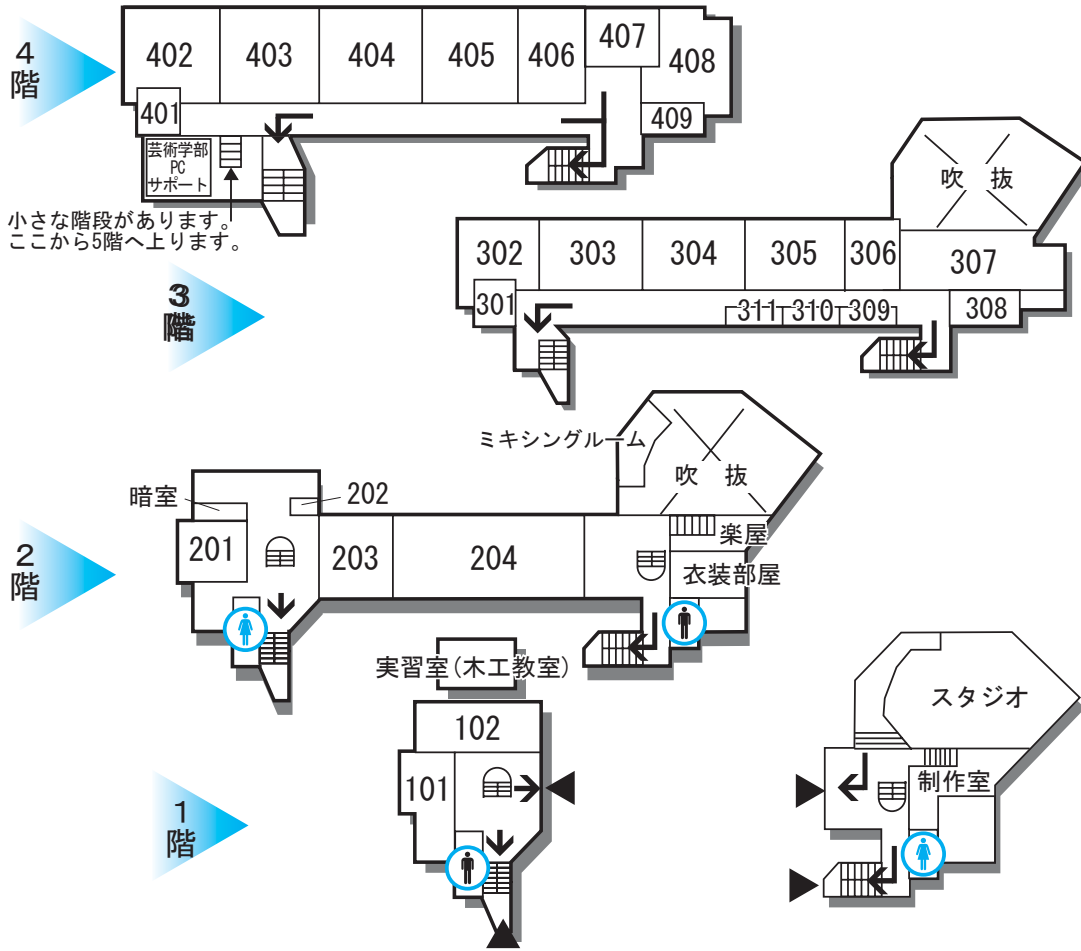 4
階
402
403
404
405
406
407
408
401
409
芸術学部
PC
サポート
小さな階段があります。
ここから5階へ上ります。
吹 抜
3
階
302
303
304
305
306
307
301
311
310
309
308
ミキシングルーム
吹 抜
暗室
202
楽屋
2
階
201
203
204
衣装部屋
実習室(木工教室)
スタジオ
102
1
階
101
制作室